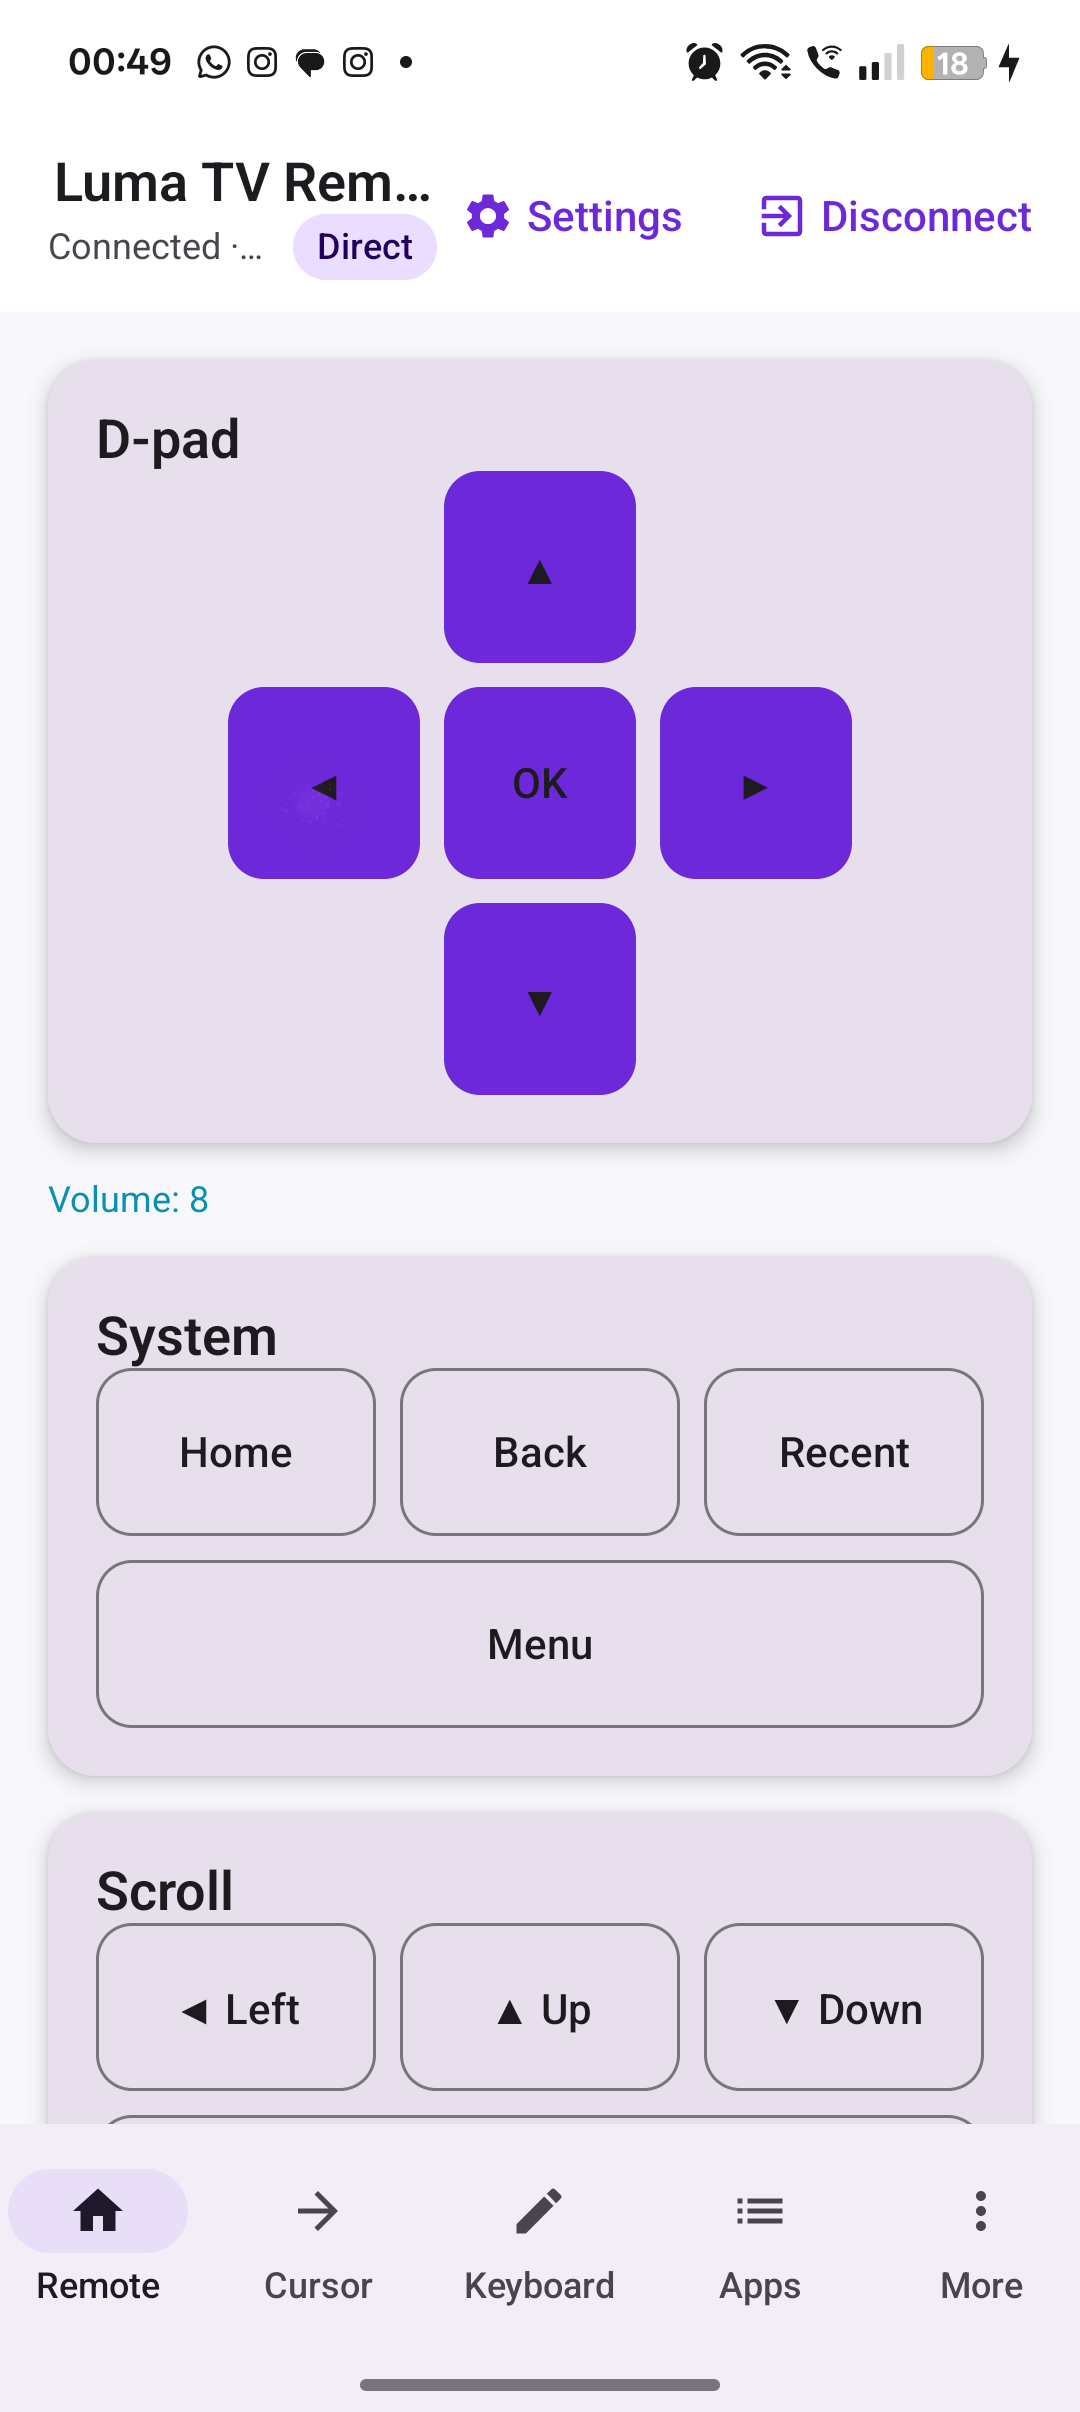 00:49
18
Luma TV Rem...
Settings
Disconnect
Connected ·...
Direct
D-pad
▲
◄ OK ►
▼
Volume: 8
System
Home Back Recent
Menu
Scroll
◄ Left ▲ Up ▼ Down
Remote Cursor Keyboard Apps More